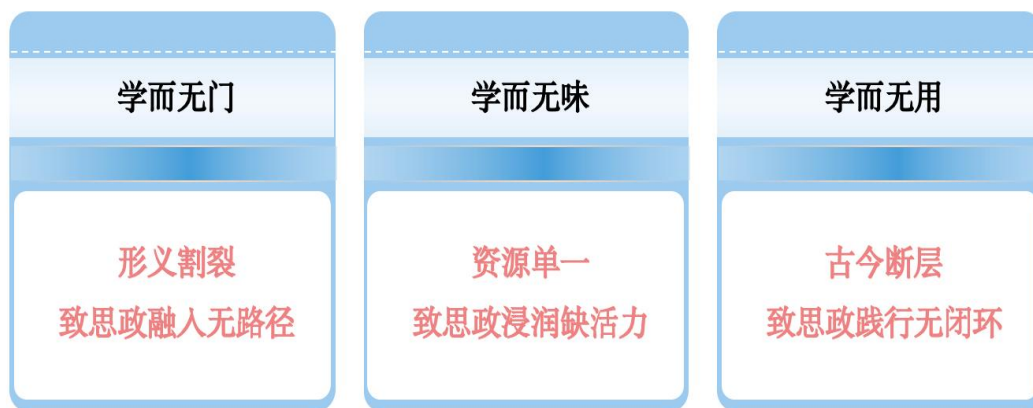 学而无门
形义割裂
致思政融入无路径
学而无味
资源单一
致思政浸润缺活力
学而无用
古今断层
致思政践行无闭环